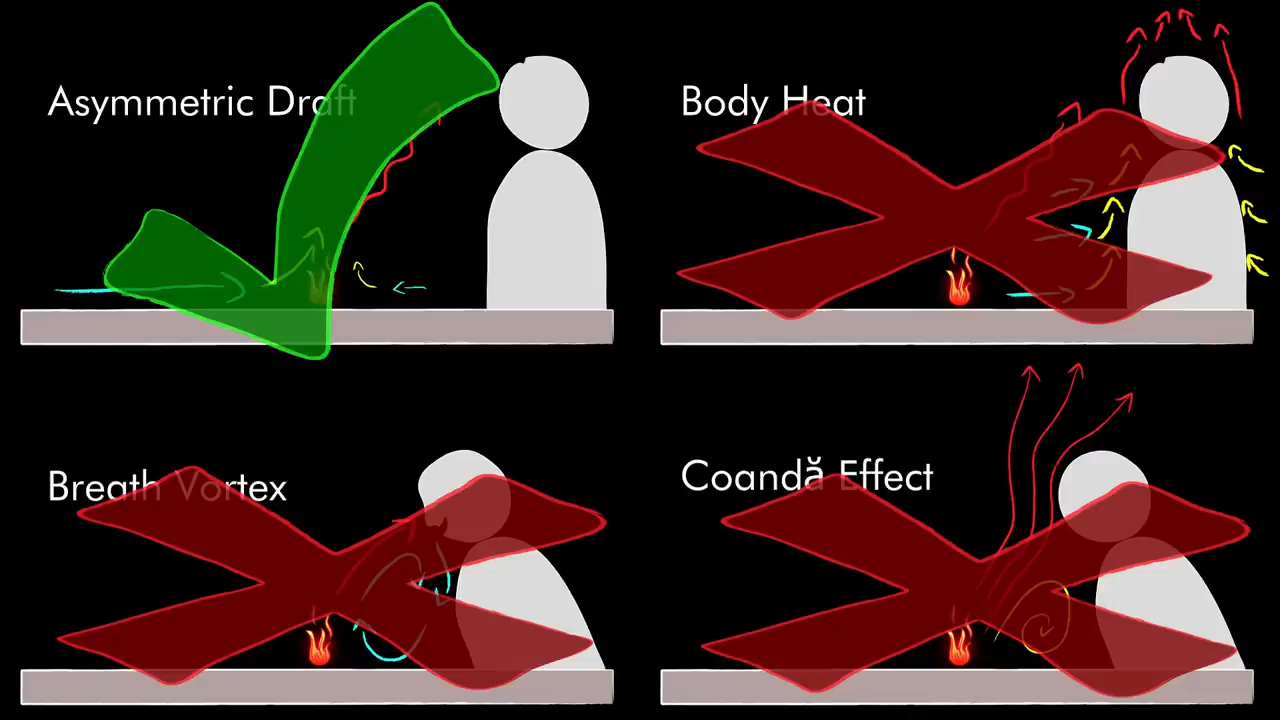 Asymmetric Draft
Body Heat
Breath Vortex
Coandă Effect